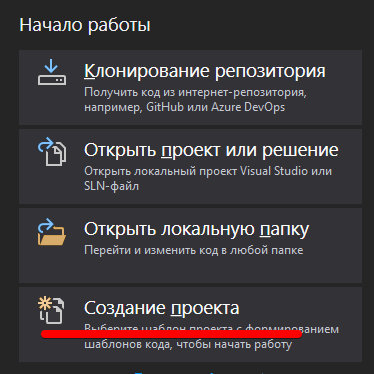 Начало работы
Клонирование репозитория
Получить код из интернет-репозитория,
например, GitHub или Azure DevOps
Открыть проект или решение
Открыть локальный проект Visual Studio или
SLN-файл
Открыть локальную папку
Перейти и изменить код в любой папке
Создание проекта
Выберите шаблон проекта с формированием
шаблонов кода, чтобы начать работу